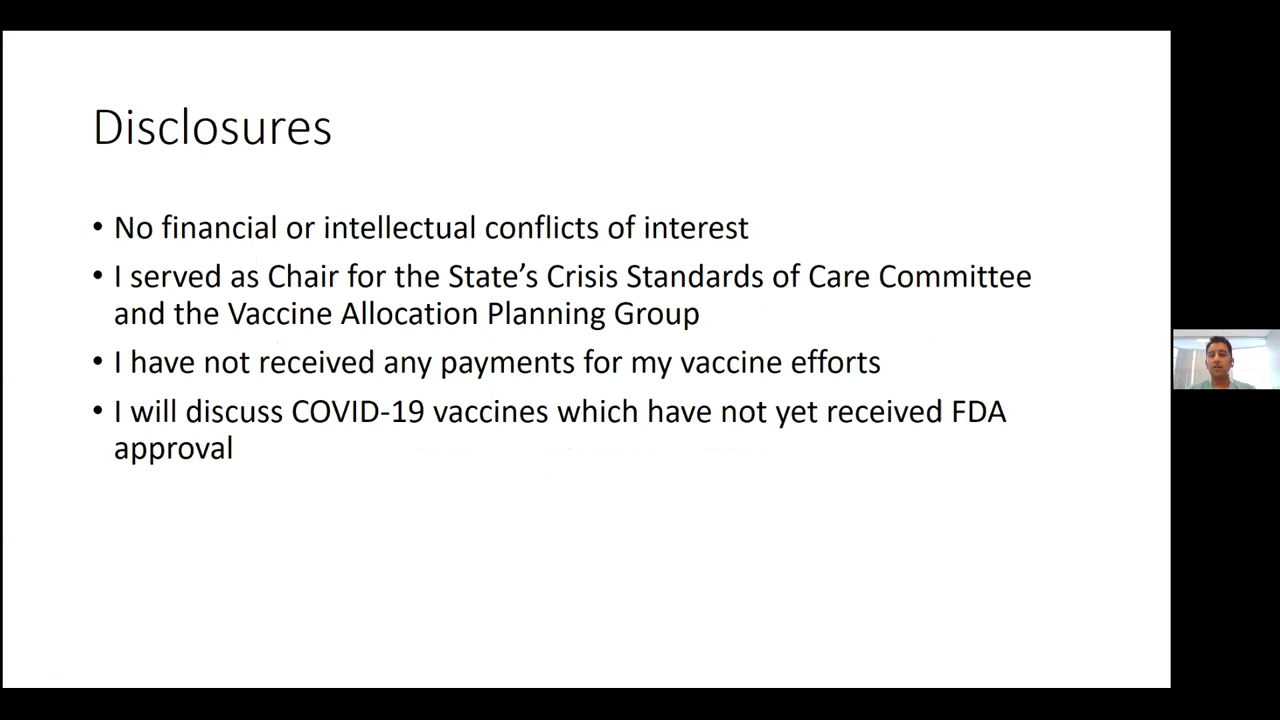 Disclosures
• No financial or intellectual conflicts of interest
• I served as Chair for the State’s Crisis Standards of Care Committee
and the Vaccine Allocation Planning Group
• I have not received any payments for my vaccine efforts
• I will discuss COVID-19 vaccines which have not yet received FDA
approval